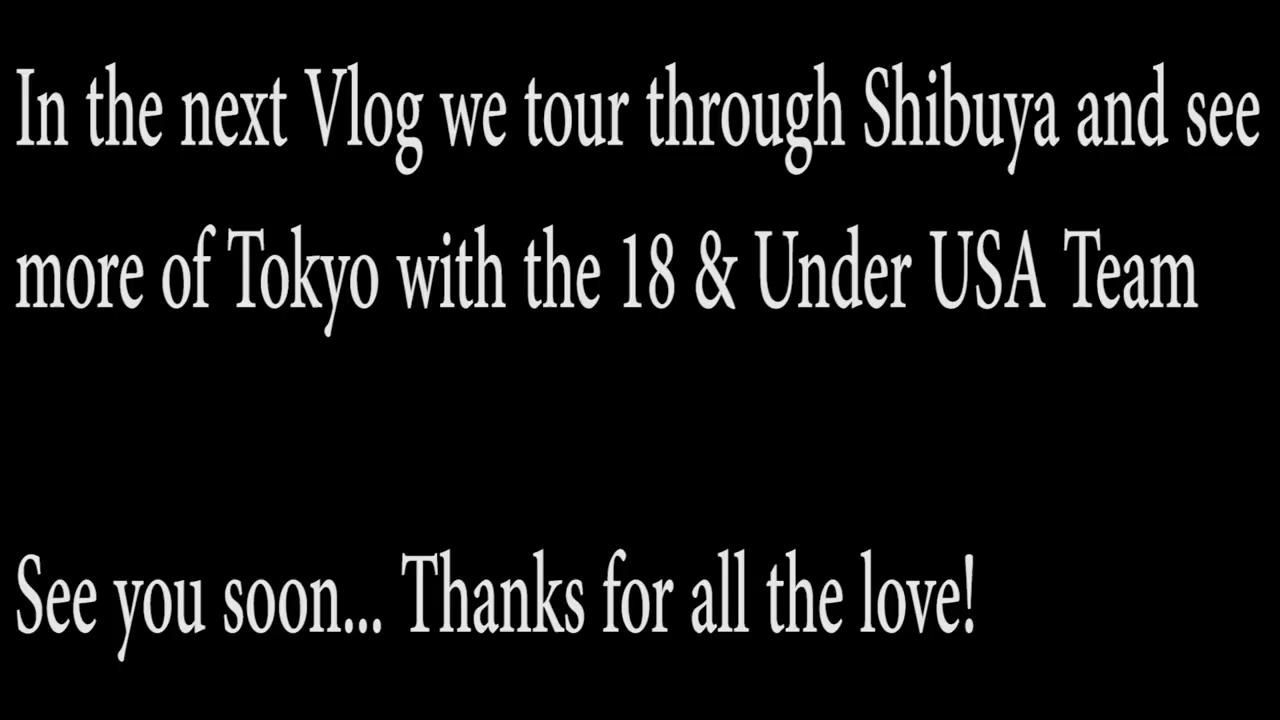 In the next Vlog we tour through Shibuya and see
more of Tokyo with the 18 & Under USA Team
See you soon... Thanks for all the love!